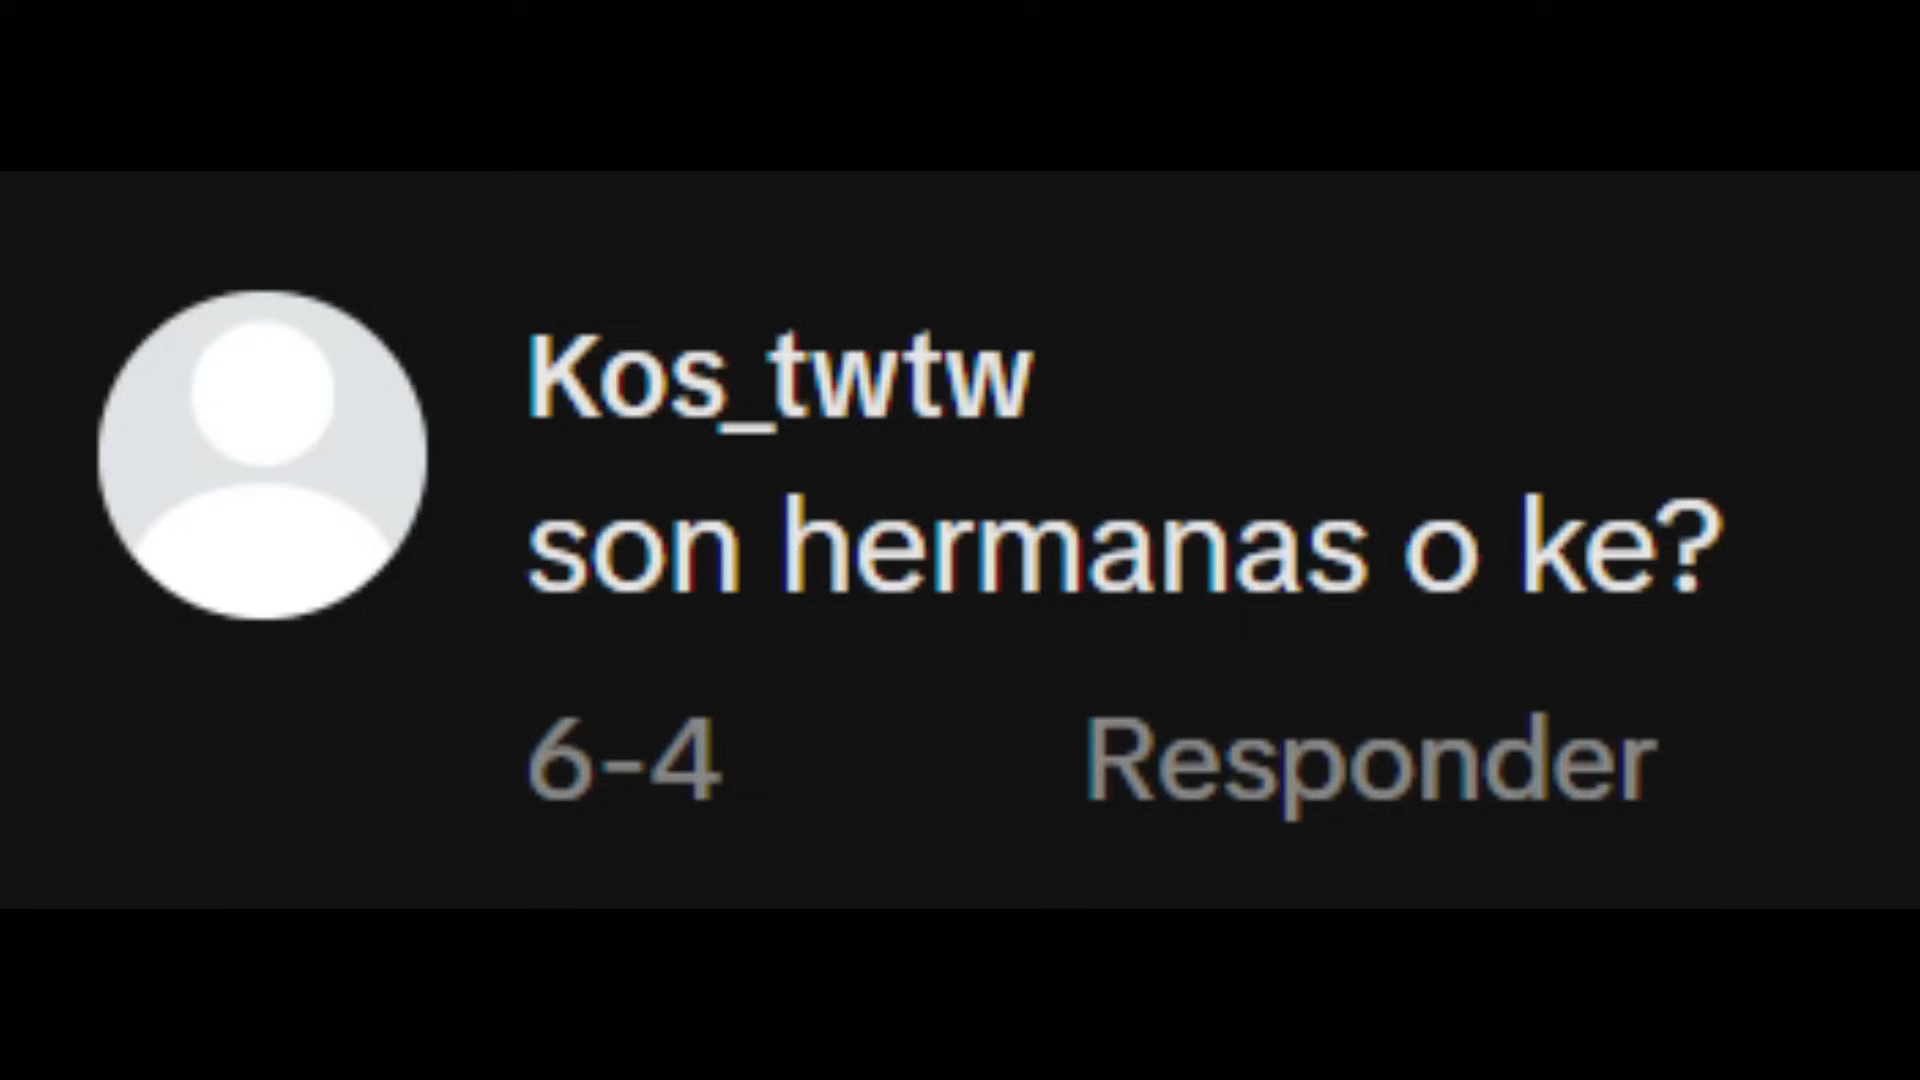 Kos_twtw
son hermanas o ke?
6-4 Responder